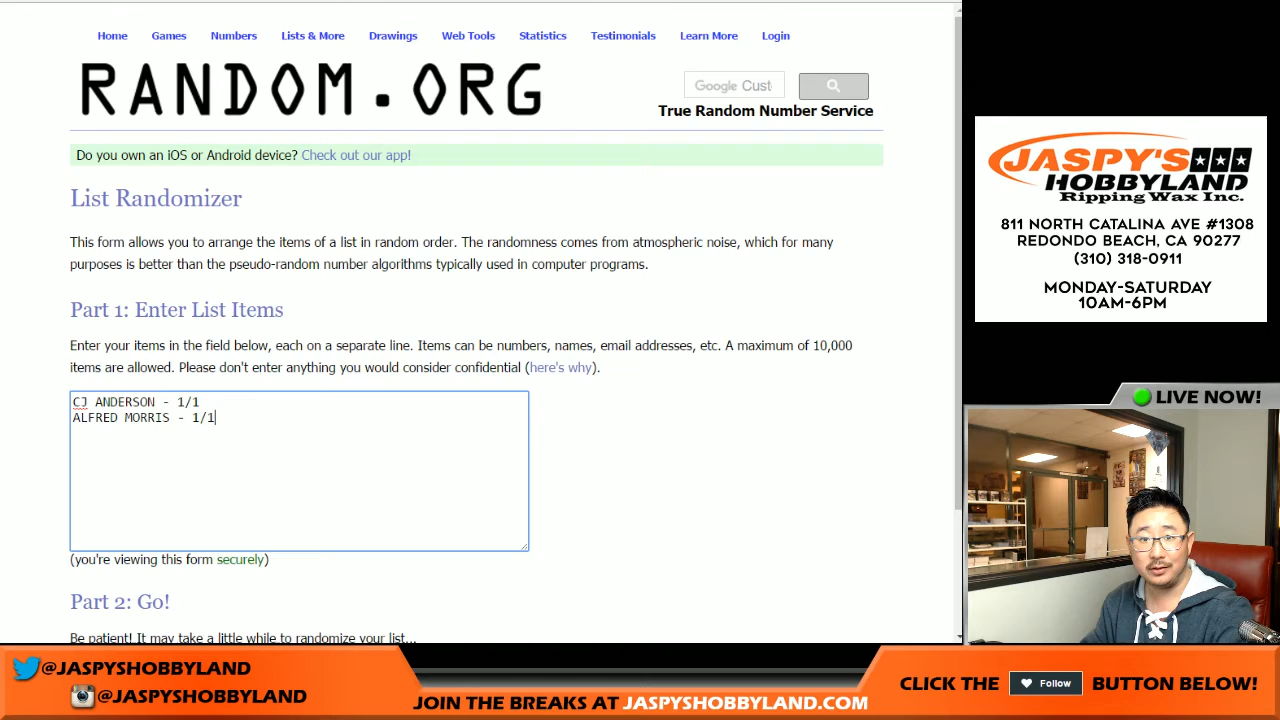 Home Games Numbers Lists & More Drawings Web Tools Statistics Testimonials Learn More Login
RANDOM.ORG
Google Cust
True Random Number Service
Do you own an iOS or Android device? Check out our app!
List Randomizer
This form allows you to arrange the items of a list in random order. The randomness comes from atmospheric noise, which for many
purposes is better than the pseudo-random number algorithms typically used in computer programs.
Part 1: Enter List Items
Enter your items in the field below, each on a separate line. Items can be numbers, names, email addresses, etc. A maximum of 10,000
items are allowed. Please don't enter anything you would consider confidential (here's why).
CJ ANDERSON - 1/1
ALFRED MORRIS - 1/1
(you're viewing this form securely)
Part 2: Go!
Be patient! It may take a little while to randomize your list...
JASPY'S
HOBBYLAND
Ripping Wax Inc.
811 NORTH CATALINA AVE #1308
REDONDO BEACH, CA 90277
(310) 318-0911
MONDAY-SATURDAY
10AM-6PM
LIVE NOW!
@JASPYSHOBBYLAND
@JASPYSHOBBYLAND
JOIN THE BREAKS AT JASPYSHOBBYLAND.COM
CLICK THE Follow BUTTON BELOW!